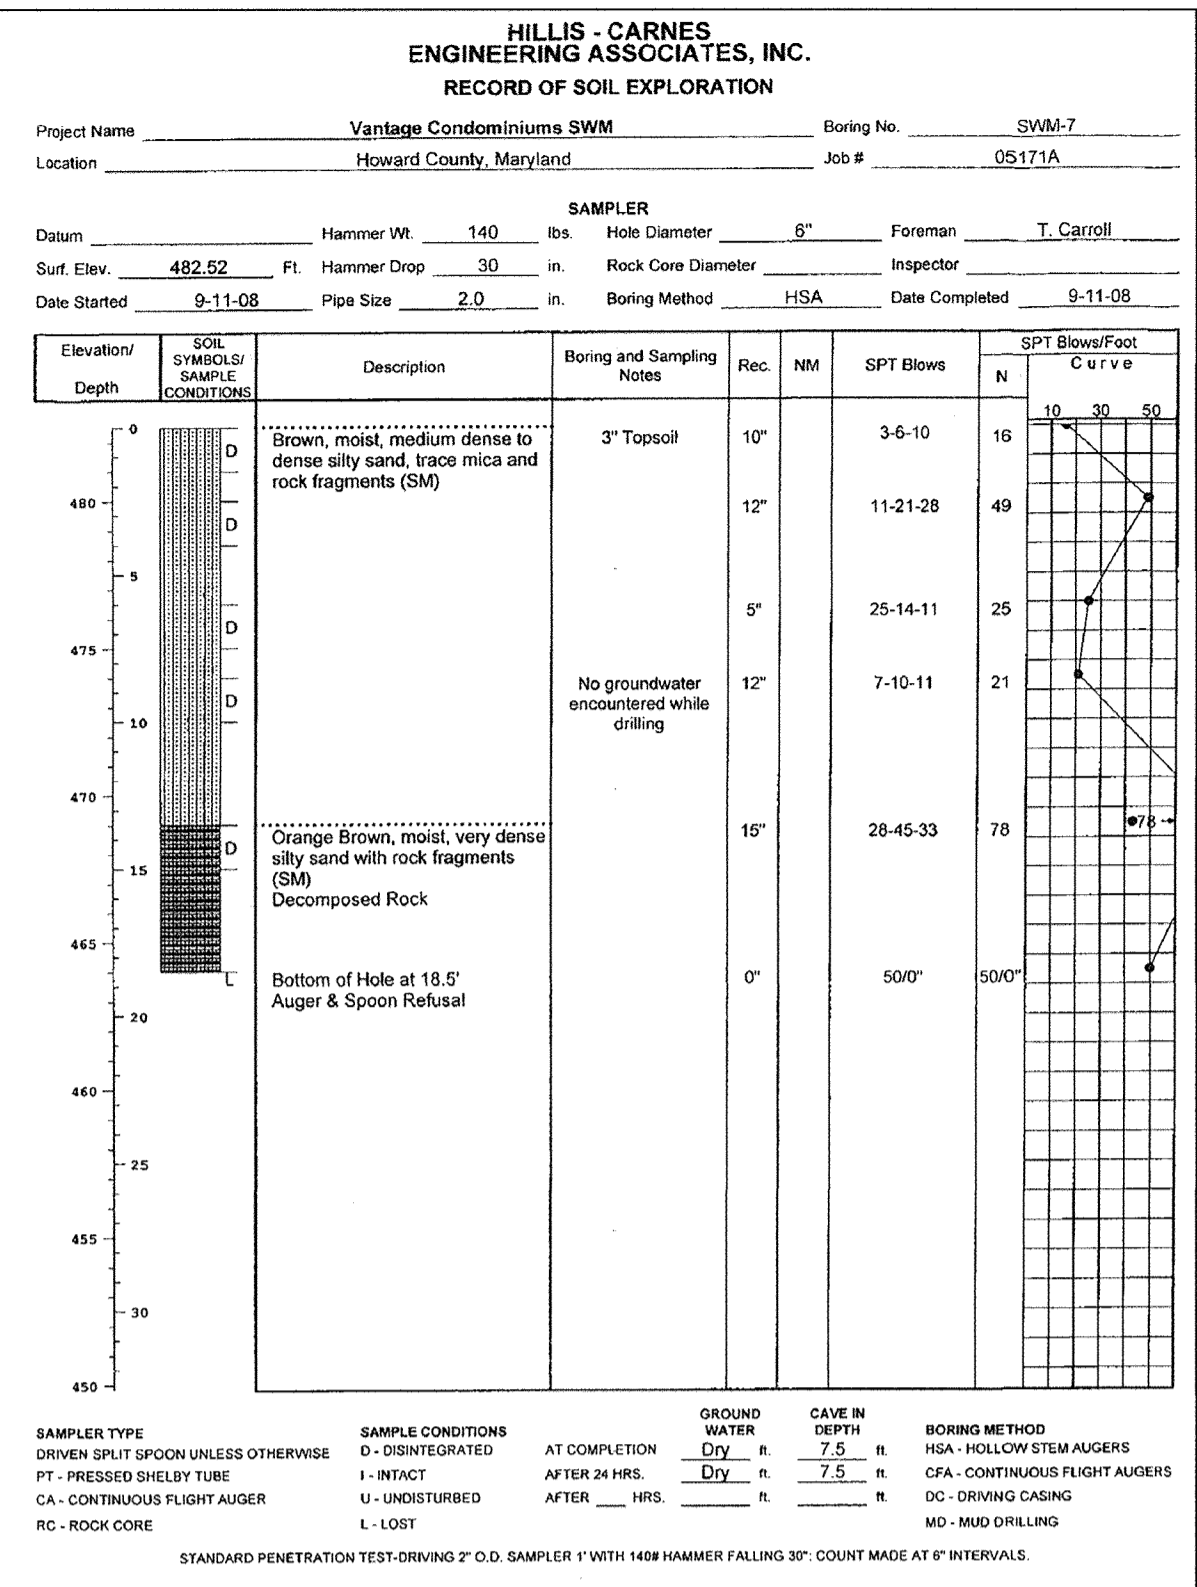 HILLIS - CARNES
ENGINEERING ASSOCIATES, INC.
RECORD OF SOIL EXPLORATION
Project Name Vantage Condominiums SWM Boring No. SWM-7
Location Howard County, Maryland Job # 05171A
SAMPLER
Datum Hammer Wt. 140 lbs. Hole Diameter 6" Foreman T. Carroll
Surf. Elev. 482.52 Ft. Hammer Drop 30 in. Rock Core Diameter Inspector
Date Started 9-11-08 Pipe Size 2.0 in. Boring Method HSA Date Completed 9-11-08
Elevation/ Depth
SOIL SYMBOLS/ SAMPLE CONDITIONS
Description
Boring and Sampling Notes
Rec.
NM
SPT Blows
SPT Blows/Foot
N
Curve
10 30 50
0 D Brown, moist, medium dense to 3" Topsoil 10" 3-6-10 16
dense silty sand, trace mica and
rock fragments (SM)
480 D 12" 11-21-28 49
5
D 5" 25-14-11 25
475
D No groundwater 12" 7-10-11 21
encountered while
10 drilling
470
D Orange Brown, moist, very dense 15" 28-45-33 78 78
silty sand with rock fragments
15 (SM)
Decomposed Rock
465
L Bottom of Hole at 18.5' 0" 50/0" 50/0"
Auger & Spoon Refusal
20
460
25
455
30
450
GROUND WATER CAVE IN DEPTH
SAMPLER TYPE SAMPLE CONDITIONS BORING METHOD
DRIVEN SPLIT SPOON UNLESS OTHERWISE D - DISINTEGRATED AT COMPLETION Dry ft. 7.5 ft. HSA - HOLLOW STEM AUGERS
PT - PRESSED SHELBY TUBE I - INTACT AFTER 24 HRS. Dry ft. 7.5 ft. CFA - CONTINUOUS FLIGHT AUGERS
CA - CONTINUOUS FLIGHT AUGER U - UNDISTURBED AFTER ___ HRS. ft. ft. DC - DRIVING CASING
RC - ROCK CORE L - LOST MD - MUD DRILLING
STANDARD PENETRATION TEST-DRIVING 2" O.D. SAMPLER 1' WITH 140# HAMMER FALLING 30": COUNT MADE AT 6" INTERVALS.